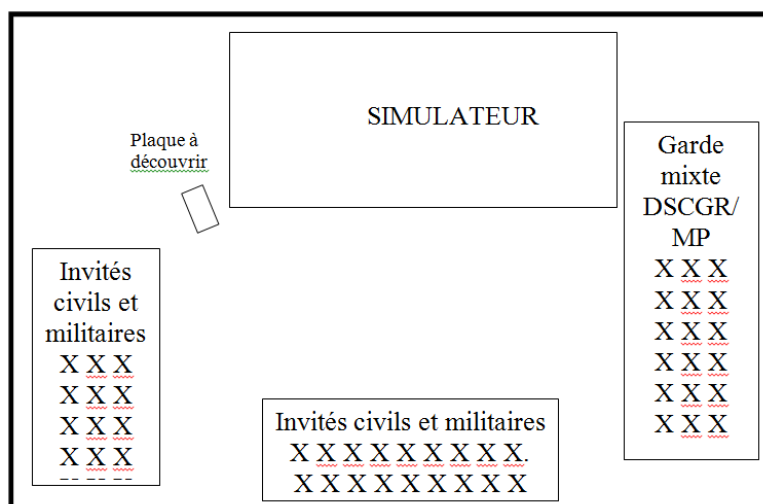 SIMULATEUR
Plaque à
découvrir
Garde
mixte
DSCGR/
MP
X X X
X X X
X X X
X X X
X X X
X X X
Invités
civils et
militaires
X X X
X X X
X X X
X X X
Invités civils et militaires
X X X X X X X X X.
X X X X X X X X X